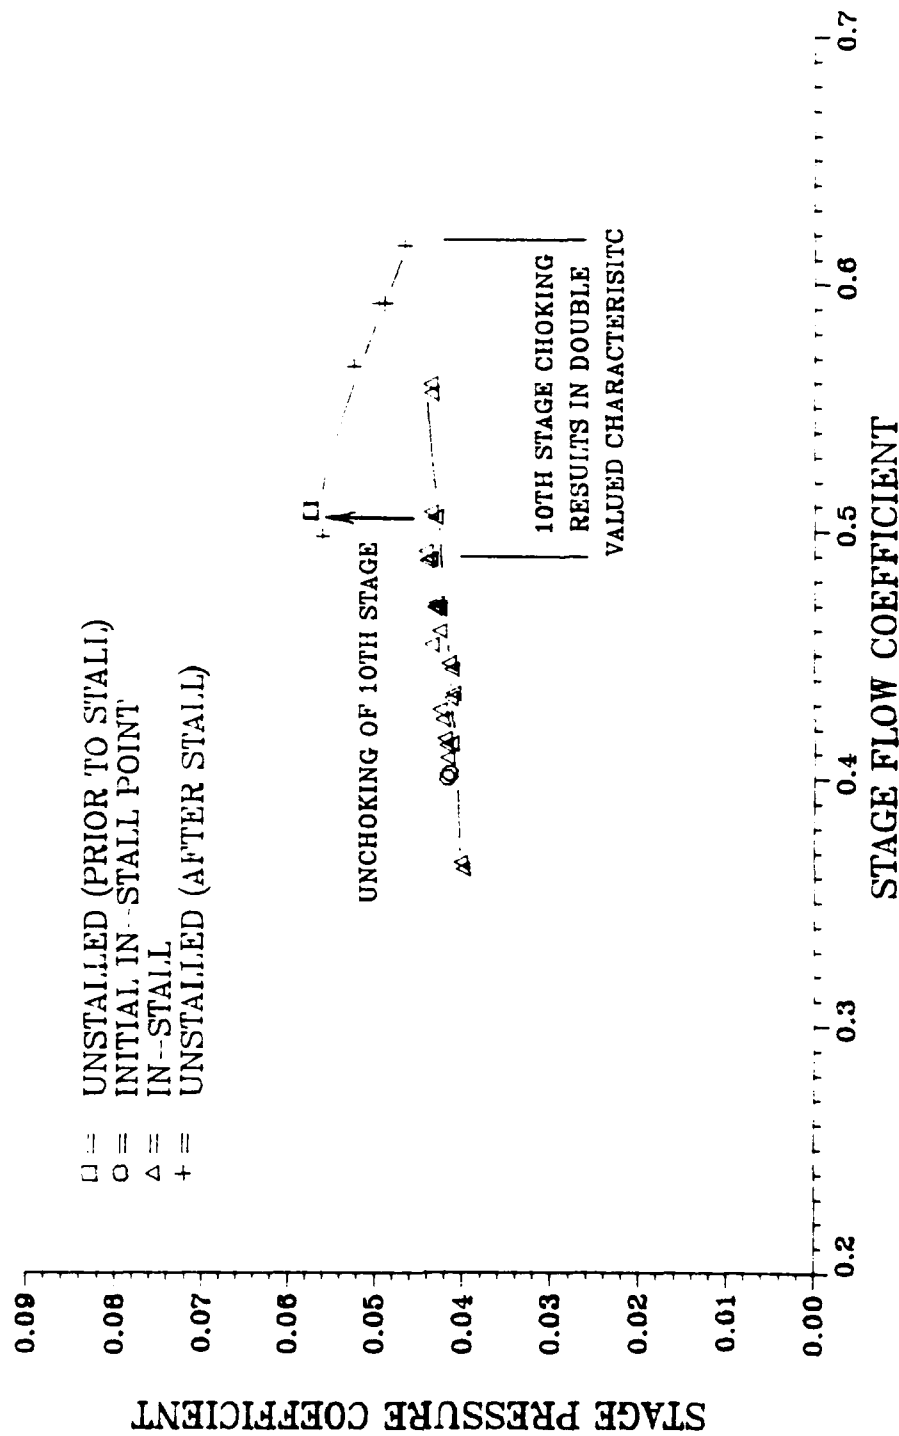 □ = UNSTALLED (PRIOR TO STALL)
○ = INITIAL IN--STALL POINT
△ = IN--STALL
+ = UNSTALLED (AFTER STALL)
UNCHOKING OF 10TH STAGE
10TH STAGE CHOKING
RESULTS IN DOUBLE
VALUED CHARACTERISITC
STAGE PRESSURE COEFFICIENT
0.09
0.08
0.07
0.06
0.05
0.04
0.03
0.02
0.01
0.00
0.2
0.3
0.4
0.5
0.6
0.7
STAGE FLOW COEFFICIENT